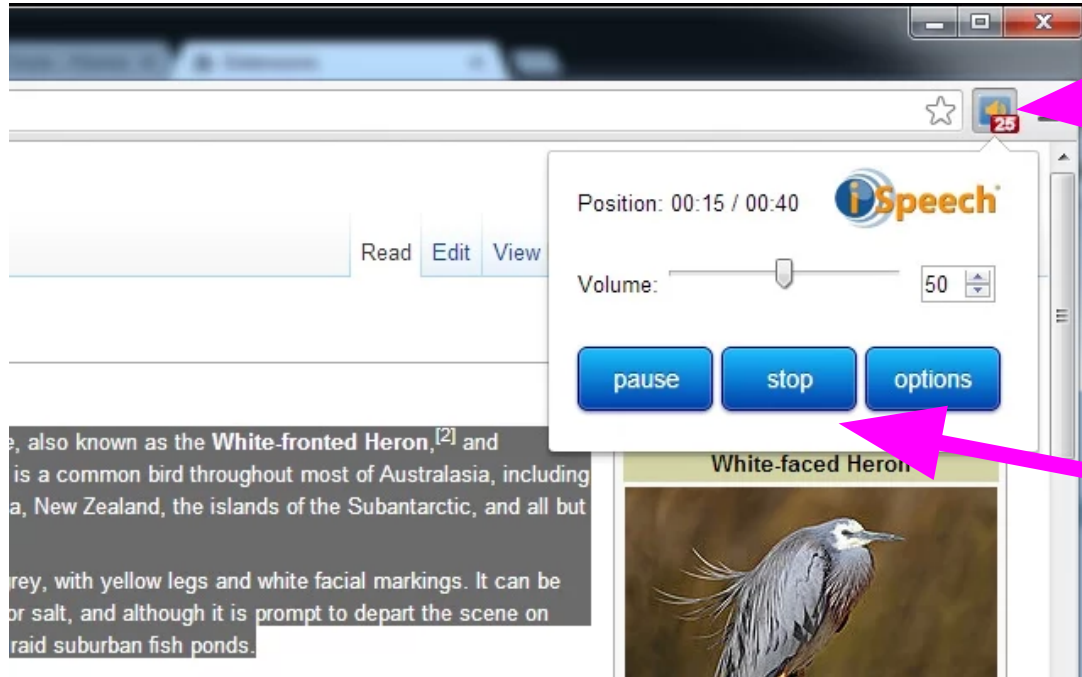 25
Position: 00:15 / 00:40
iSpeech
Read Edit View
Volume: 50
pause stop options
, also known as the White-fronted Heron,[2] and
is a common bird throughout most of Australasia, including
a, New Zealand, the islands of the Subantarctic, and all but
rey, with yellow legs and white facial markings. It can be
or salt, and although it is prompt to depart the scene on
raid suburban fish ponds.
White-faced Heron